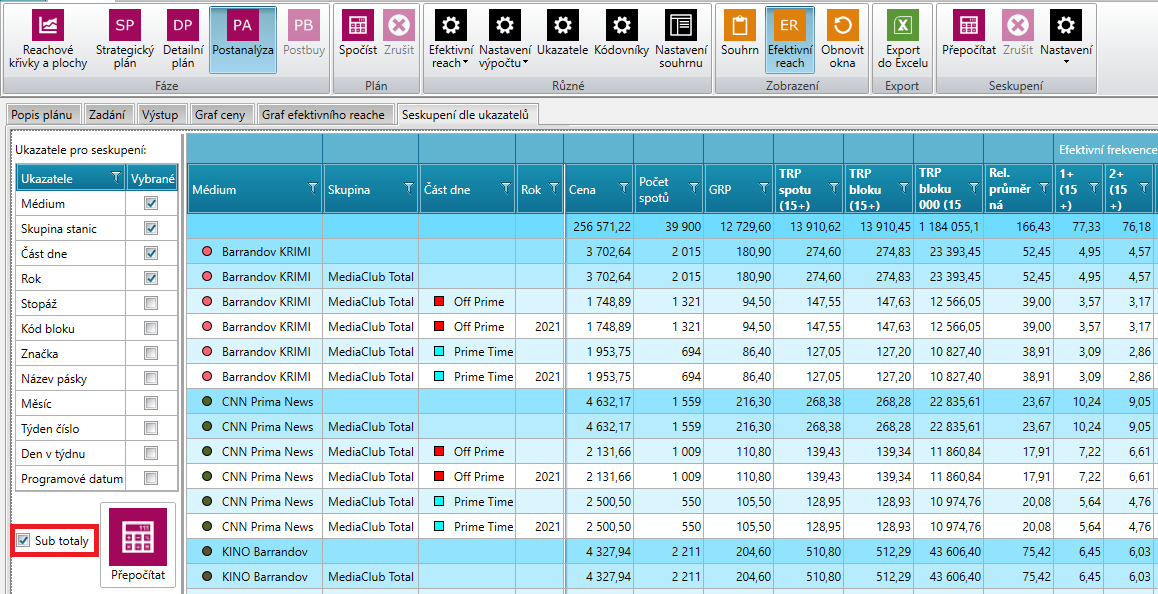 SP DP PA PB ER
Reachové křivky a plochy
Strategický plán
Detailní plán
Postanalýza
Postbuy
Spočíst
Zrušit
Efektivní reach
Nastavení výpočtu
Ukazatele
Kódovníky
Nastavení souhrnu
Souhrn
Efektivní reach
Obnovit okna
Export do Excelu
Přepočítat
Zrušit
Nastavení
Fáze Plán Různé Zobrazení Export Seskupení
Popis plánu Zadání Výstup Graf ceny Graf efektivního reache Seskupení dle ukazatelů
Ukazatele pro seskupení:
Ukazatele Vybrané
Médium
Skupina stanic
Část dne
Rok
Stopáž
Kód bloku
Značka
Název pásky
Měsíc
Týden číslo
Den v týdnu
Programové datum
Sub totaly
Přepočítat
Efektivní frekvence
Médium Skupina Část dne Rok Cena Počet spotů GRP TRP spotu (15+) TRP bloku (15+) TRP bloku 000 (15 Rel. průměrná 1+ (15 +) 2+ (15 +)
256 571,22 39 900 12 729,60 13 910,62 13 910,45 1 184 055,1 166,43 77,33 76,18
Barrandov KRIMI 3 702,64 2 015 180,90 274,60 274,83 23 393,45 52,45 4,95 4,57
Barrandov KRIMI MediaClub Total 3 702,64 2 015 180,90 274,60 274,83 23 393,45 52,45 4,95 4,57
Barrandov KRIMI MediaClub Total Off Prime 1 748,89 1 321 94,50 147,55 147,63 12 566,05 39,00 3,57 3,17
Barrandov KRIMI MediaClub Total Off Prime 2021 1 748,89 1 321 94,50 147,55 147,63 12 566,05 39,00 3,57 3,17
Barrandov KRIMI MediaClub Total Prime Time 1 953,75 694 86,40 127,05 127,20 10 827,40 38,91 3,09 2,86
Barrandov KRIMI MediaClub Total Prime Time 2021 1 953,75 694 86,40 127,05 127,20 10 827,40 38,91 3,09 2,86
CNN Prima News 4 632,17 1 559 216,30 268,38 268,28 22 835,61 23,67 10,24 9,05
CNN Prima News MediaClub Total 4 632,17 1 559 216,30 268,38 268,28 22 835,61 23,67 10,24 9,05
CNN Prima News MediaClub Total Off Prime 2 131,66 1 009 110,80 139,43 139,34 11 860,84 17,91 7,22 6,61
CNN Prima News MediaClub Total Off Prime 2021 2 131,66 1 009 110,80 139,43 139,34 11 860,84 17,91 7,22 6,61
CNN Prima News MediaClub Total Prime Time 2 500,50 550 105,50 128,95 128,93 10 974,76 20,08 5,64 4,76
CNN Prima News MediaClub Total Prime Time 2021 2 500,50 550 105,50 128,95 128,93 10 974,76 20,08 5,64 4,76
KINO Barrandov 4 327,94 2 211 204,60 510,80 512,29 43 606,40 75,42 6,45 6,03
KINO Barrandov MediaClub Total 4 327,94 2 211 204,60 510,80 512,29 43 606,40 75,42 6,45 6,03